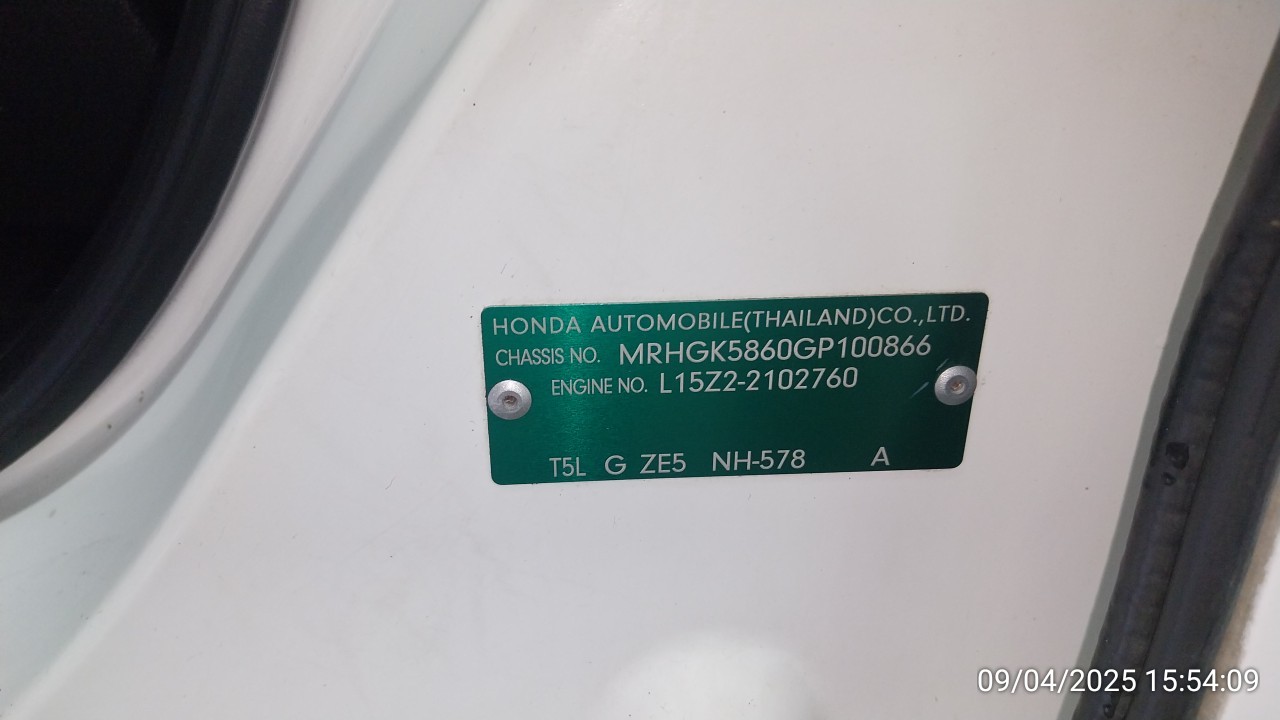 HONDA AUTOMOBILE(THAILAND)CO.,LTD.
CHASSIS NO. MRHGK5860GP100866
ENGINE NO. L15Z2-2102760
T5L G ZE5 NH-578 A
09/04/2025 15:54:09